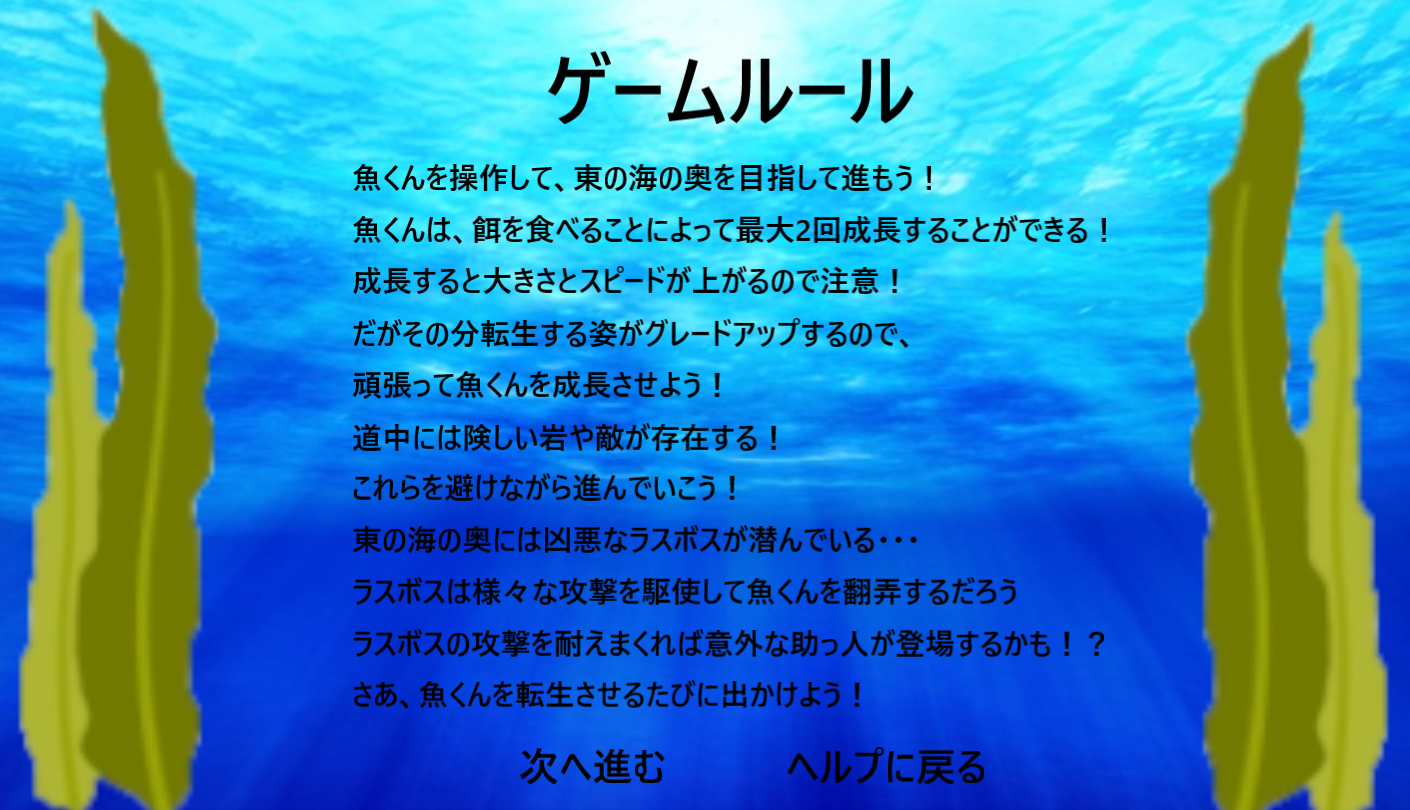 ゲームルール
魚くんを操作して、東の海の奥を目指して進もう！
魚くんは、餌を食べることによって最大2回成長することができる！
成長すると大きさとスピードが上がるので注意！
だがその分転生する姿がグレードアップするので、
頑張って魚くんを成長させよう！
道中には険しい岩や敵が存在する！
これらを避けながら進んでいこう！
東の海の奥には凶悪なラスボスが潜んでいる･･･
ラスボスは様々な攻撃を駆使して魚くんを翻弄するだろう
ラスボスの攻撃を耐えまくれば意外な助っ人が登場するかも！？
さあ、魚くんを転生させるたびに出かけよう！
次へ進む ヘルプに戻る